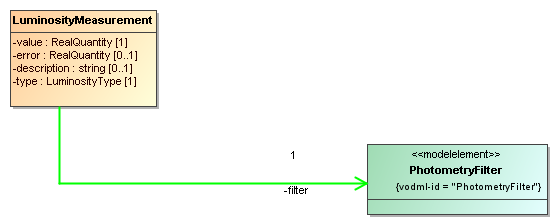 LuminosityMeasurement
-value : RealQuantity [1]
-error : RealQuantity [0..1]
-description : string [0..1]
-type : LuminosityType [1]
1
-filter
<<modelelement>>
PhotometryFilter
{vodml-id = "PhotometryFilter"}